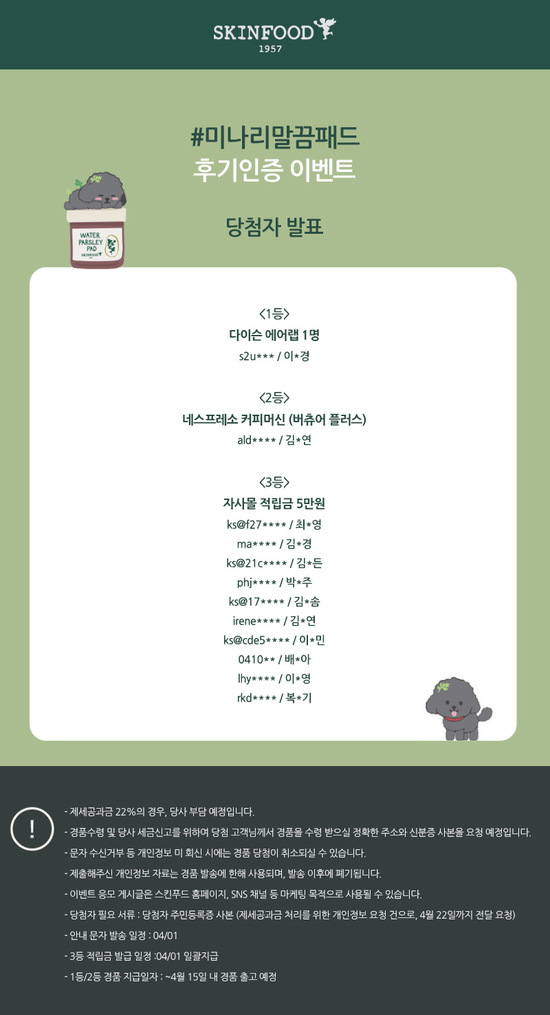 SKINFOOD
1957
#미나리말끔패드
후기인증 이벤트
당첨자 발표
WATER
PARSLEY
PAD
SKINFOOD
<1등>
다이슨 에어랩 1명
s2u*** / 이*경
<2등>
네스프레소 커피머신 (버츄어 플러스)
ald**** / 김*연
<3등>
자사몰 적립금 5만원
ks@f27**** / 최*영
ma**** / 김*경
ks@21c**** / 김*든
phj**** / 박*주
ks@17**** / 김*솜
irene**** / 김*연
ks@cde5**** / 이*민
0410** / 배*아
lhy**** / 이*영
rkd**** / 복*기
!
- 제세공과금 22%의 경우, 당사 부담 예정입니다.
- 경품수령 및 당사 세금신고를 위하여 당첨 고객님께서 경품을 수령 받으실 정확한 주소와 신분증 사본을 요청 예정입니다.
- 문자 수신거부 등 개인정보 미 회신 시에는 경품 당첨이 취소되실 수 있습니다.
- 제출해주신 개인정보 자료는 경품 발송에 한해 사용되며, 발송 이후에 폐기됩니다.
- 이벤트 응모 게시글은 스킨푸드 홈페이지, SNS 채널 등 마케팅 목적으로 사용될 수 있습니다.
- 당첨자 필요 서류 : 당첨자 주민등록증 사본 (제세공과금 처리를 위한 개인정보 요청 건으로, 4월 22일까지 전달 요청)
- 안내 문자 발송 일정 : 04/01
- 3등 적립금 발급 일정 :04/01 일괄지급
- 1등/2등 경품 지급일자 : ~4월 15일 내 경품 출고 예정